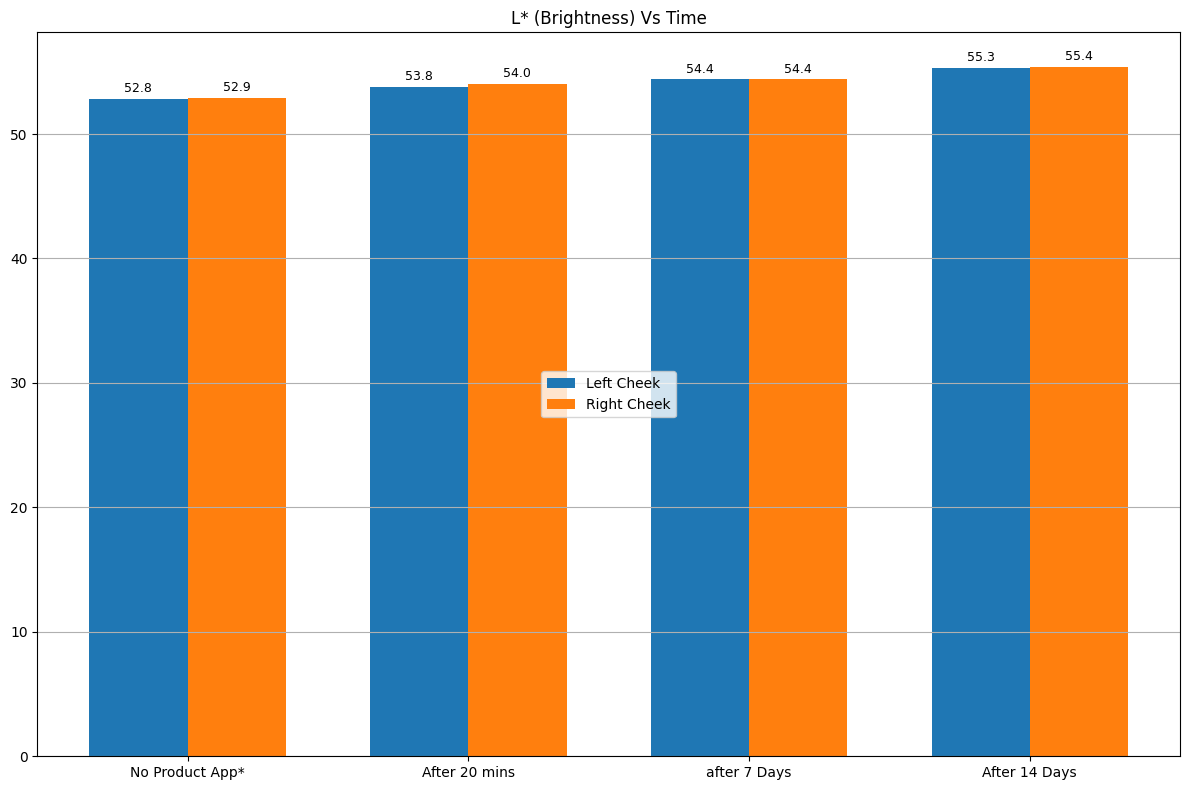 L* (Brightness) Vs Time
52.8
52.9
53.8
54.0
54.4
54.4
55.3
55.4
50
40
30
20
10
0
Left Cheek
Right Cheek
No Product App*
After 20 mins
after 7 Days
After 14 Days